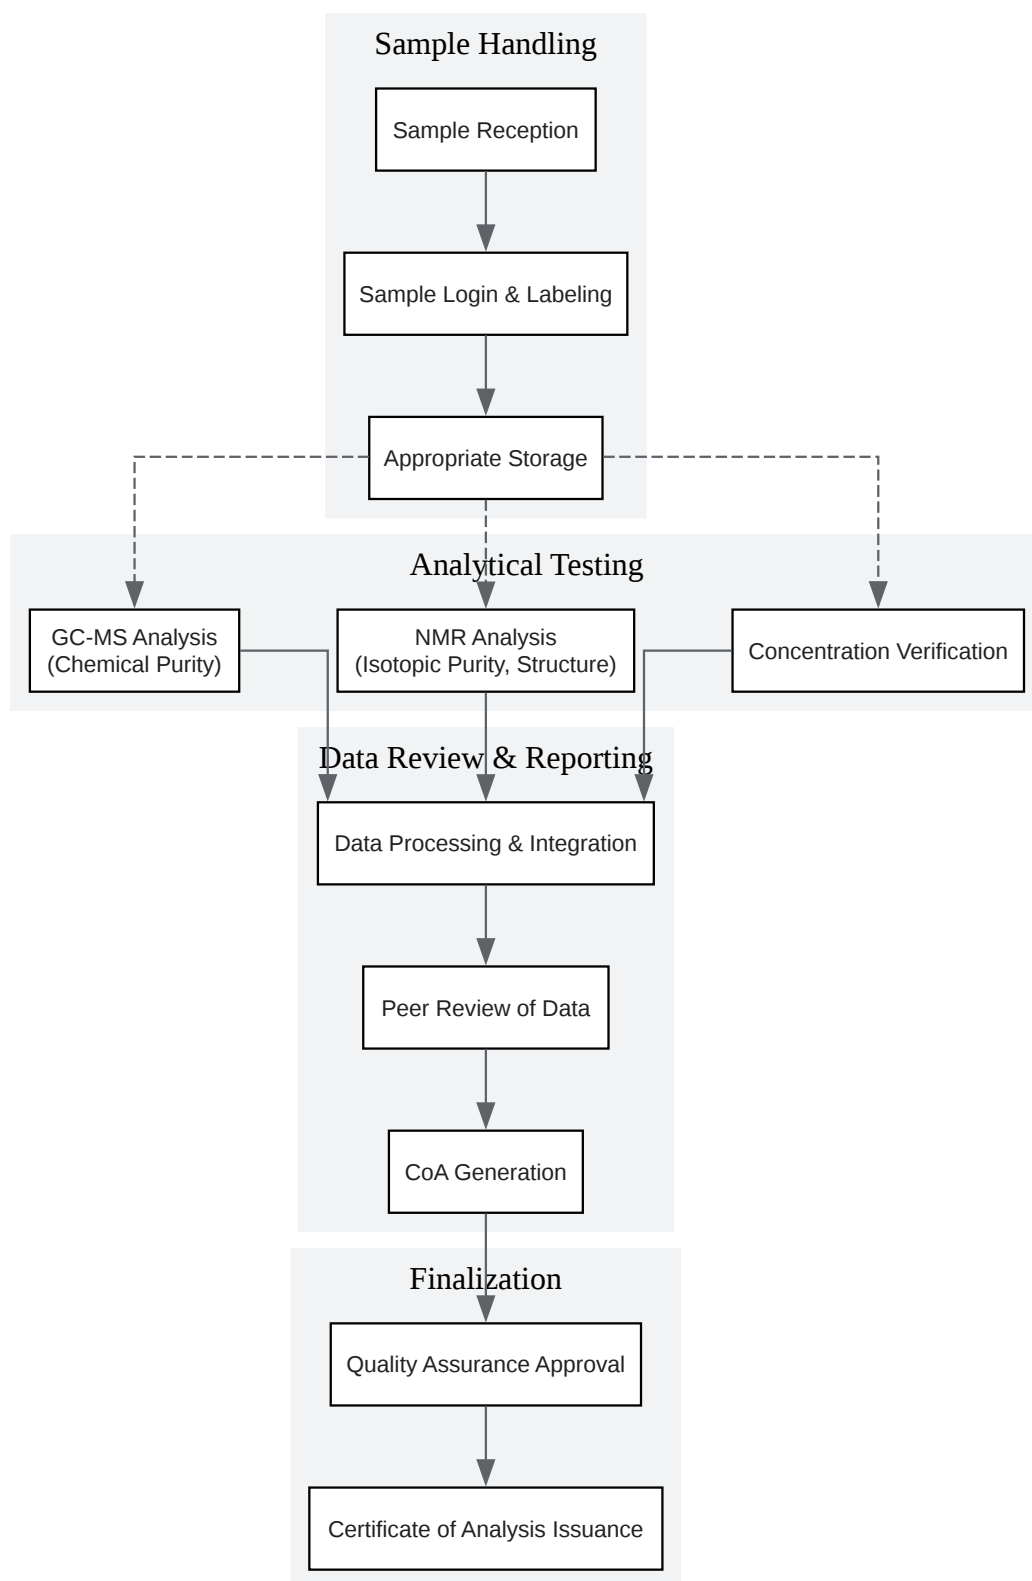 Sample Handling
Sample Reception
Sample Login & Labeling
Appropriate Storage
Analytical Testing
GC-MS Analysis
(Chemical Purity)
NMR Analysis
(Isotopic Purity, Structure)
Concentration Verification
Data Review & Reporting
Data Processing & Integration
Peer Review of Data
CoA Generation
Finalization
Quality Assurance Approval
Certificate of Analysis Issuance